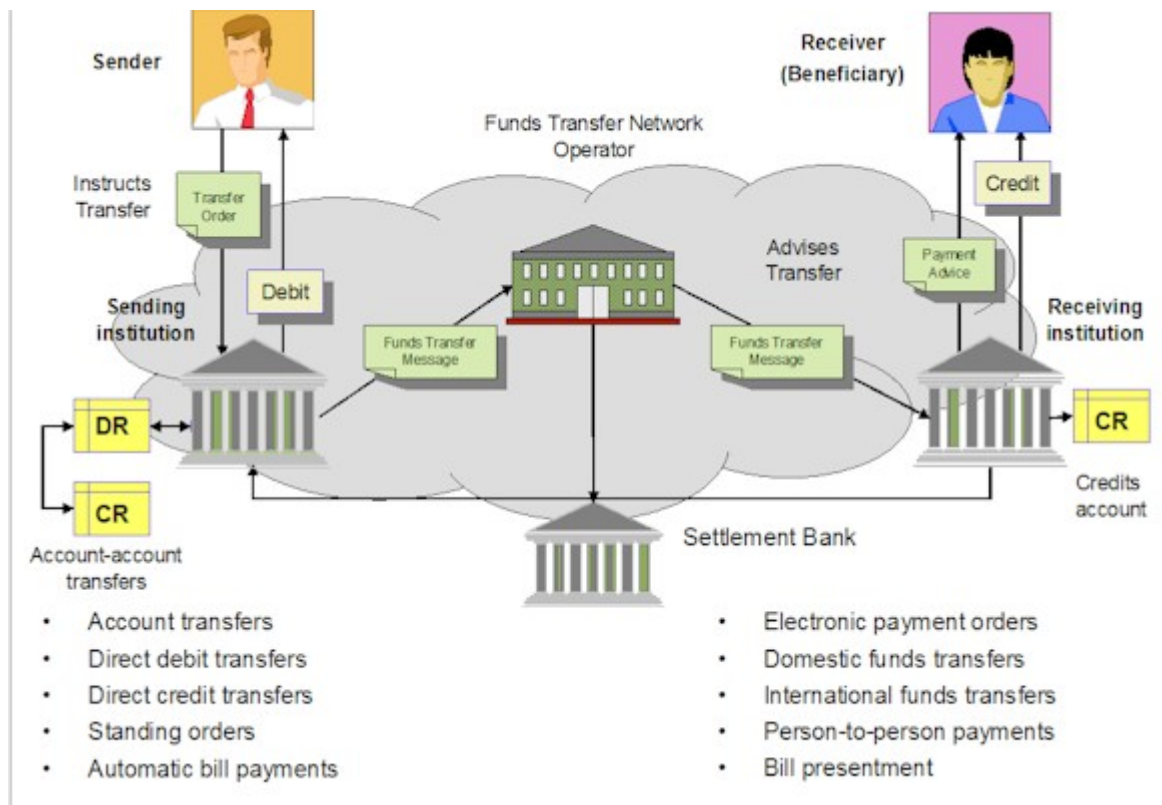 Sender
Receiver
(Beneficiary)
Funds Transfer Network
Operator
Instructs
Transfer
Transfer
Order
Credit
Debit
Advises
Transfer
Payment
Advice
Sending
institution
Receiving
institution
Funds Transfer
Message
Funds Transfer
Message
DR
CR
CR
Credits
account
Account-account
transfers
Settlement Bank
• Account transfers
• Direct debit transfers
• Direct credit transfers
• Standing orders
• Automatic bill payments
• Electronic payment orders
• Domestic funds transfers
• International funds transfers
• Person-to-person payments
• Bill presentment